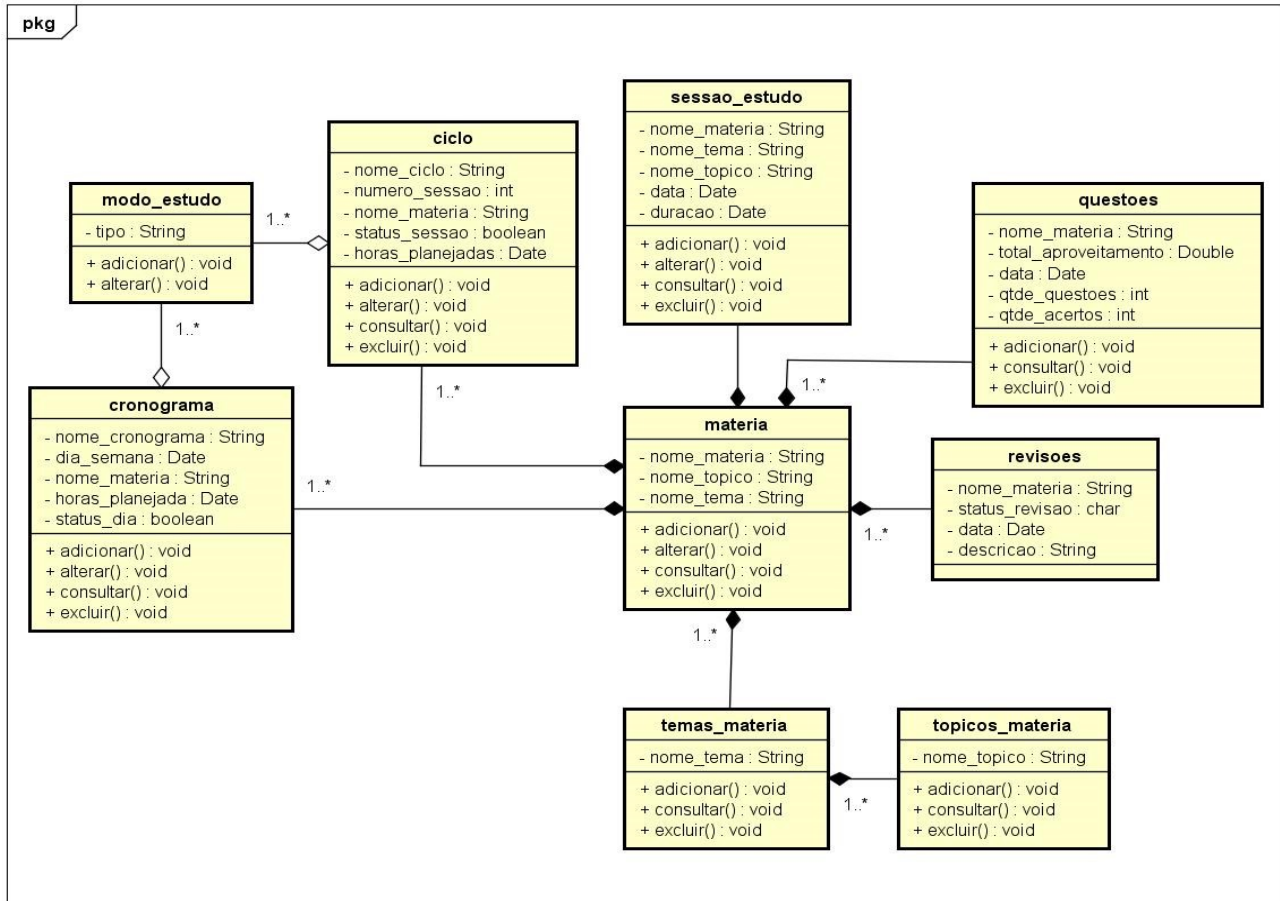 pkg
sessao_estudo
- nome_materia : String
- nome_tema : String
- nome_topico : String
- data : Date
- duracao : Date
+ adicionar() : void
+ alterar() : void
+ consultar() : void
+ excluir() : void
ciclo
- nome_ciclo : String
- numero_sessao : int
- nome_materia : String
- status_sessao : boolean
- horas_planejadas : Date
+ adicionar() : void
+ alterar() : void
+ consultar() : void
+ excluir() : void
modo_estudo
- tipo : String
+ adicionar() : void
+ alterar() : void
1..*
1..*
questoes
- nome_materia : String
- total_aproveitamento : Double
- data : Date
- qtde_questoes : int
- qtde_acertos : int
+ adicionar() : void
+ consultar() : void
+ excluir() : void
1..*
1..*
cronograma
- nome_cronograma : String
- dia_semana : Date
- nome_materia : String
- horas_planejada : Date
- status_dia : boolean
+ adicionar() : void
+ alterar() : void
+ consultar() : void
+ excluir() : void
1..*
materia
- nome_materia : String
- nome_topico : String
- nome_tema : String
+ adicionar() : void
+ alterar() : void
+ consultar() : void
+ excluir() : void
revisoes
- nome_materia : String
- status_revisao : char
- data : Date
- descricao : String
1..*
1..*
temas_materia
- nome_tema : String
+ adicionar() : void
+ consultar() : void
+ excluir() : void
1..*
topicos_materia
- nome_topico : String
+ adicionar() : void
+ consultar() : void
+ excluir() : void